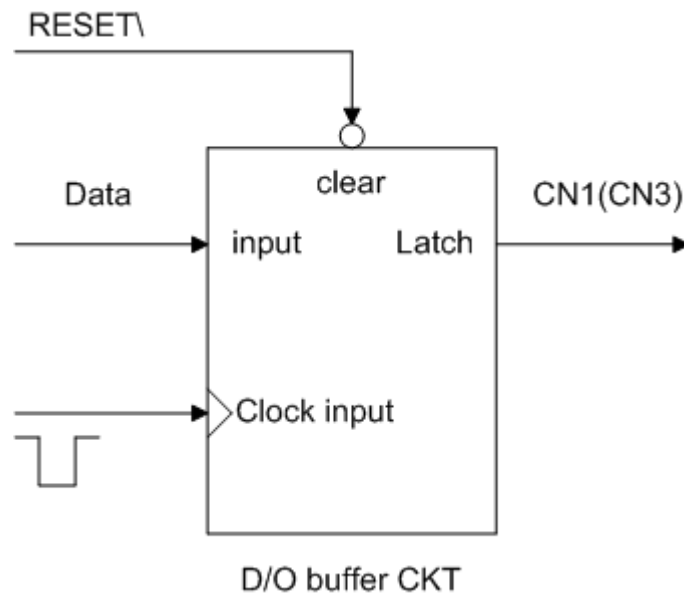 RESET\
clear
Data
CN1(CN3)
input
Latch
Clock input
D/O buffer CKT